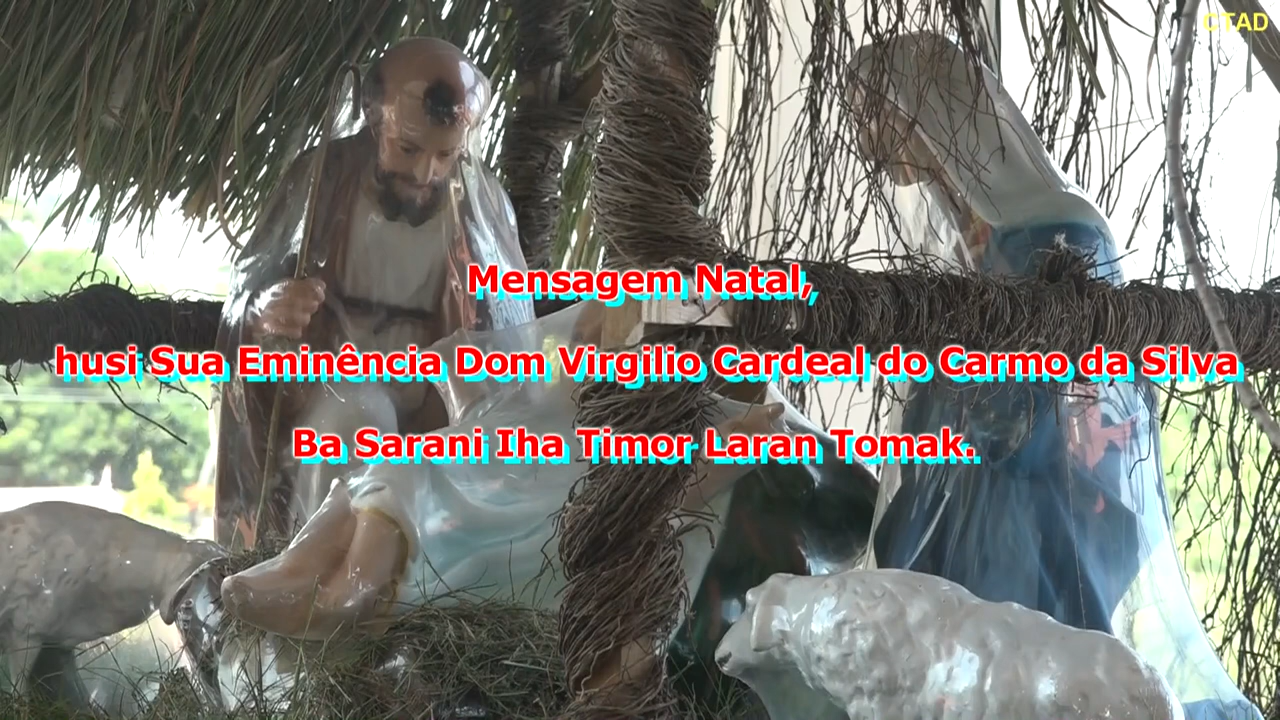 CTAD
Mensagem Natal,
husi Sua Eminência Dom Virgilio Cardeal do Carmo da Silva
Ba Sarani Iha Timor Laran Tomak.